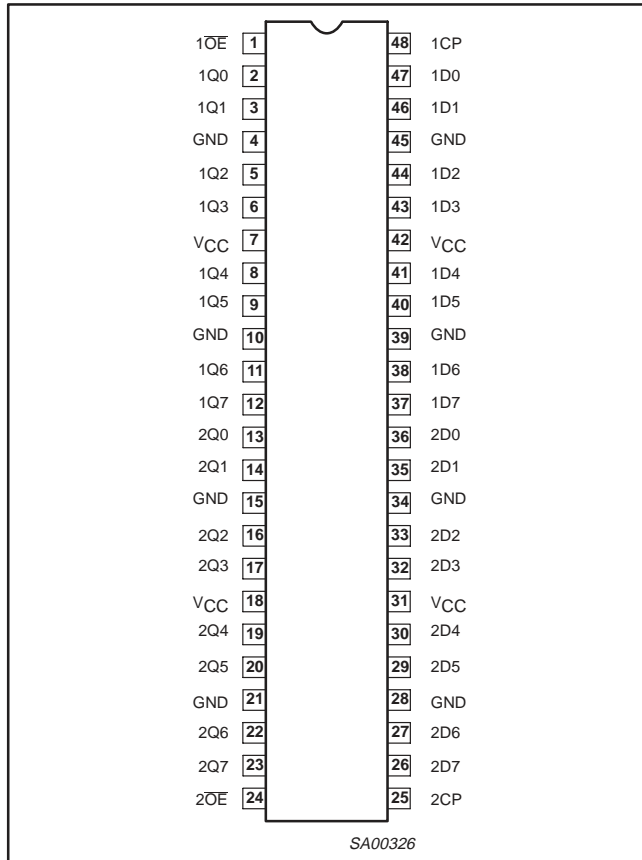 1O̅E̅ 1 48 1CP
1Q0 2 47 1D0
1Q1 3 46 1D1
GND 4 45 GND
1Q2 5 44 1D2
1Q3 6 43 1D3
VCC 7 42 VCC
1Q4 8 41 1D4
1Q5 9 40 1D5
GND 10 39 GND
1Q6 11 38 1D6
1Q7 12 37 1D7
2Q0 13 36 2D0
2Q1 14 35 2D1
GND 15 34 GND
2Q2 16 33 2D2
2Q3 17 32 2D3
VCC 18 31 VCC
2Q4 19 30 2D4
2Q5 20 29 2D5
GND 21 28 GND
2Q6 22 27 2D6
2Q7 23 26 2D7
2O̅E̅ 24 25 2CP
SA00326